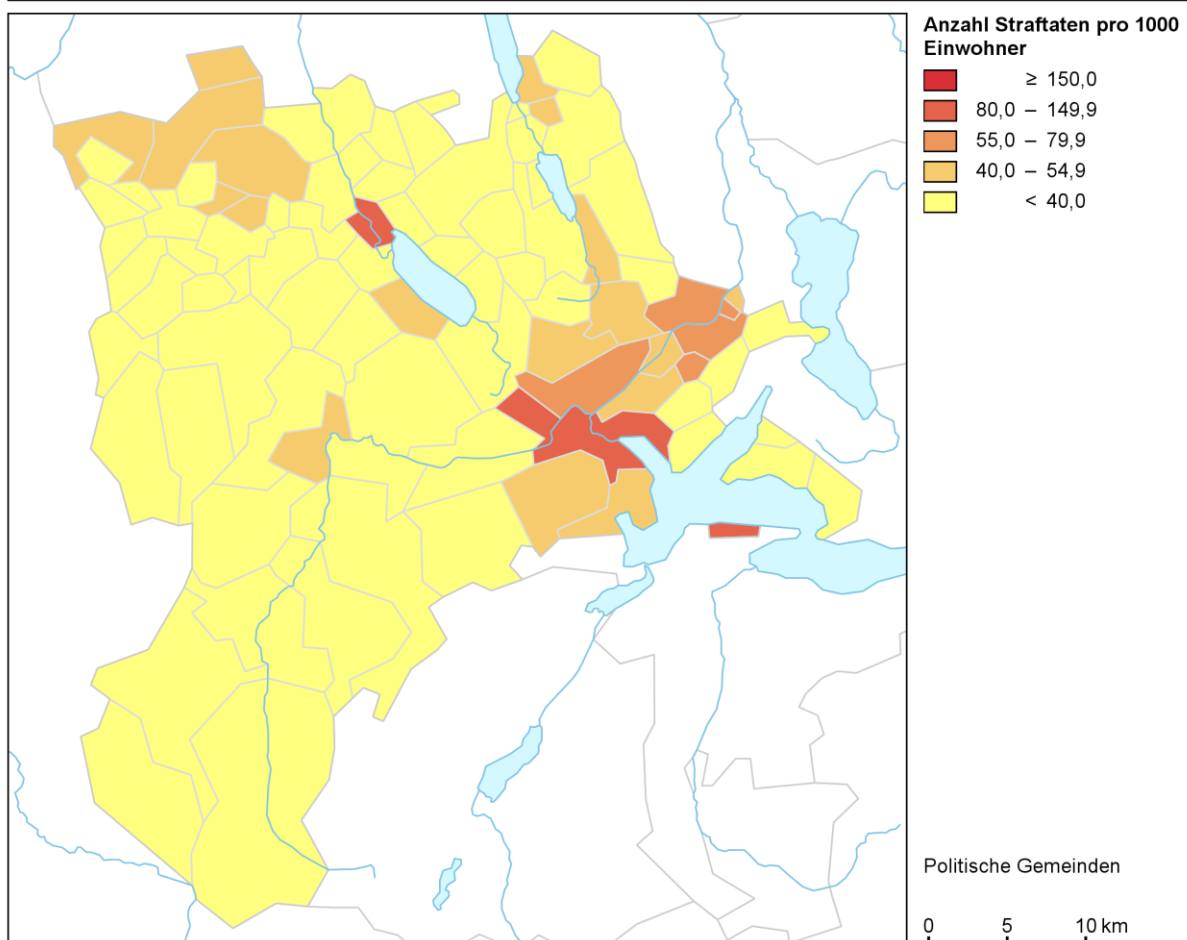 Anzahl Straftaten pro 1000
Einwohner
≥ 150,0
80,0 – 149,9
55,0 – 79,9
40,0 – 54,9
< 40,0
Politische Gemeinden
0 5 10 km